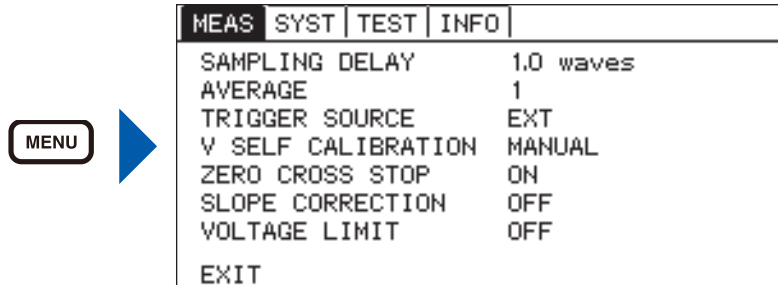 MEAS SYST TEST INFO
SAMPLING DELAY 1.0 waves
AVERAGE 1
TRIGGER SOURCE EXT
MENU
V SELF CALIBRATION MANUAL
ZERO CROSS STOP ON
SLOPE CORRECTION OFF
VOLTAGE LIMIT OFF
EXIT